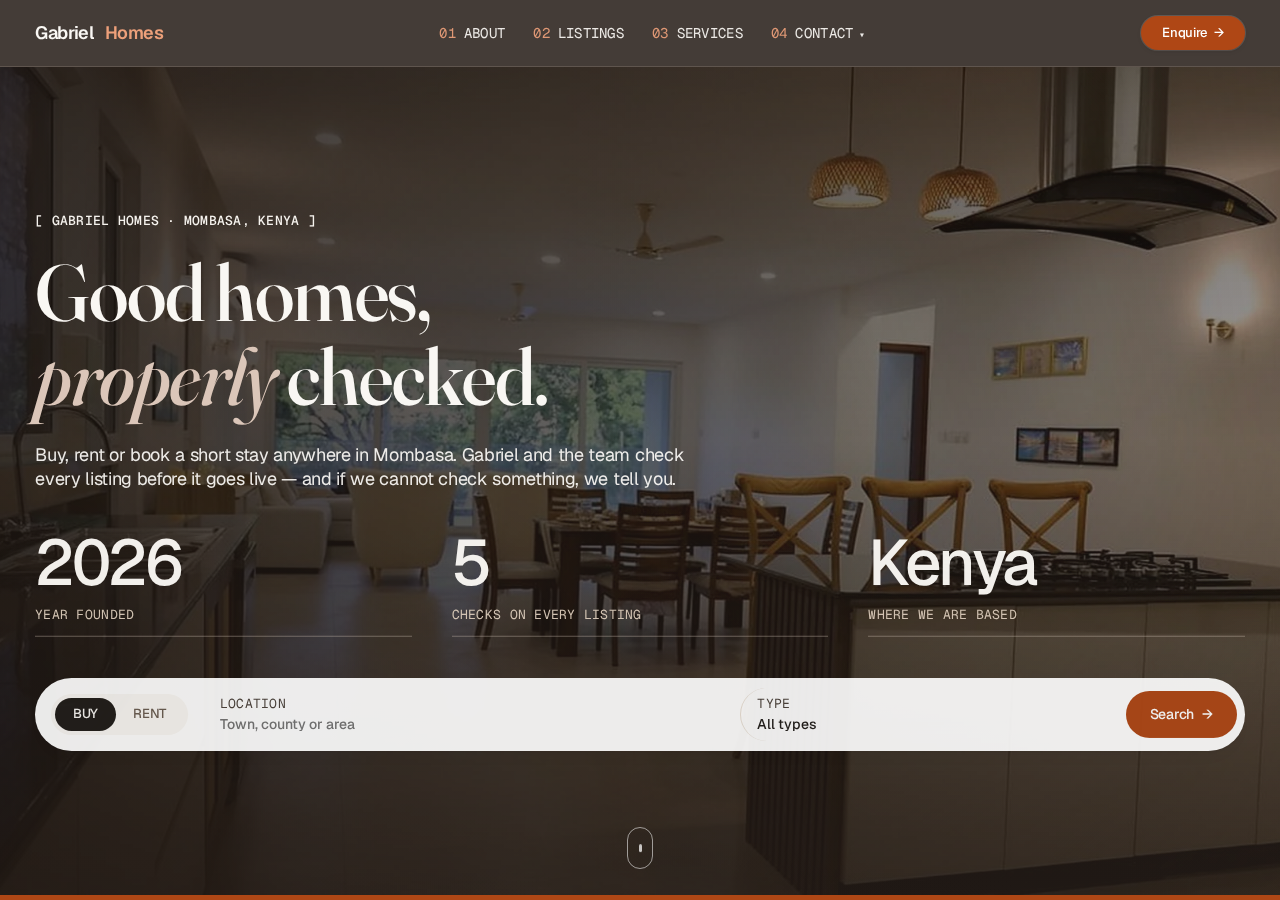 Gabriel Homes
01 ABOUT
02 LISTINGS
03 SERVICES
04 CONTACT ▾
Enquire →
[ GABRIEL HOMES · MOMBASA, KENYA ]
Good homes,
properly checked.
Buy, rent or book a short stay anywhere in Mombasa. Gabriel and the team check
every listing before it goes live — and if we cannot check something, we tell you.
2026
YEAR FOUNDED
5
CHECKS ON EVERY LISTING
Kenya
WHERE WE ARE BASED
BUY
RENT
LOCATION
Town, county or area
TYPE
All types
Search →